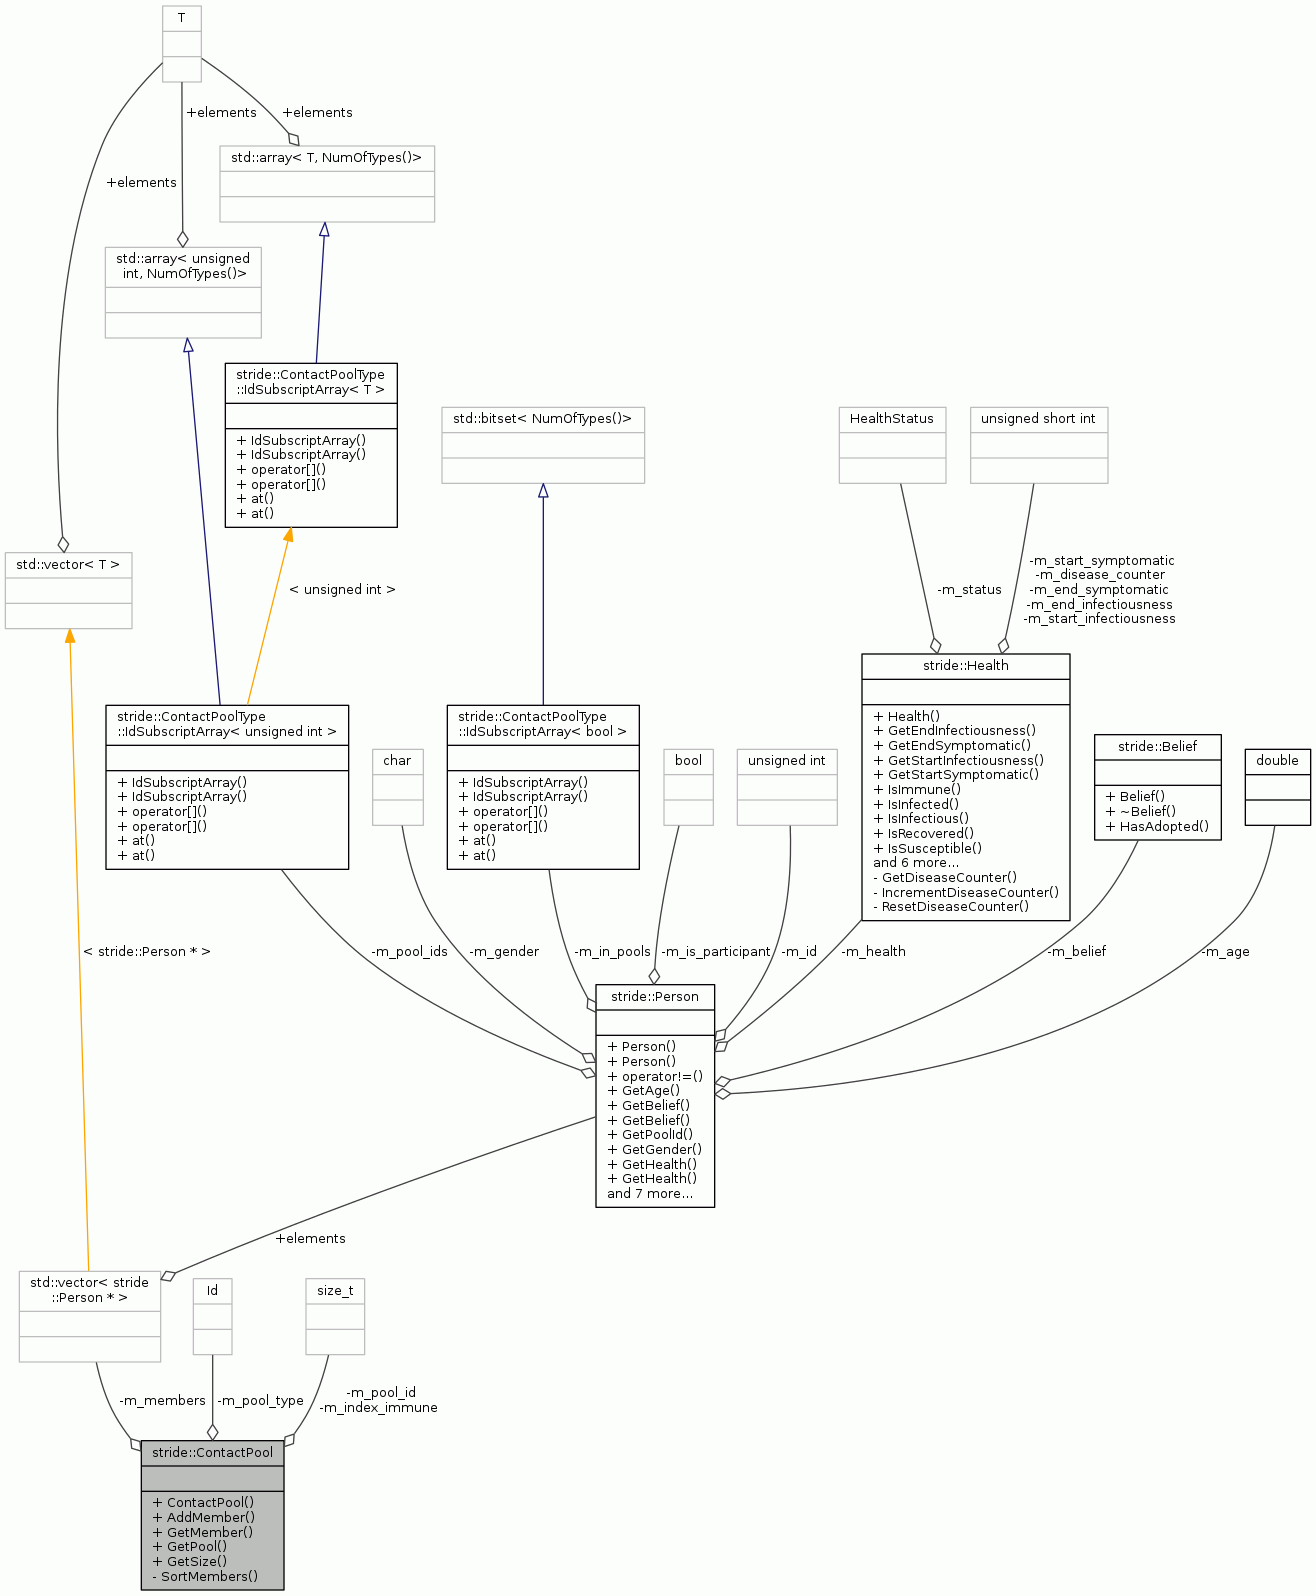 T
+elements
+elements
std::array< T, NumOfTypes()>
+elements
std::array< unsigned
int, NumOfTypes()>
stride::ContactPoolType
::IdSubscriptArray< T >
+ IdSubscriptArray()
+ IdSubscriptArray()
+ operator[]()
+ operator[]()
+ at()
+ at()
std::bitset< NumOfTypes()>
HealthStatus
unsigned short int
std::vector< T >
< unsigned int >
-m_status
-m_start_symptomatic
-m_disease_counter
-m_end_symptomatic
-m_end_infectiousness
-m_start_infectiousness
stride::ContactPoolType
::IdSubscriptArray< unsigned int >
+ IdSubscriptArray()
+ IdSubscriptArray()
+ operator[]()
+ operator[]()
+ at()
+ at()
char
stride::ContactPoolType
::IdSubscriptArray< bool >
+ IdSubscriptArray()
+ IdSubscriptArray()
+ operator[]()
+ operator[]()
+ at()
+ at()
bool
unsigned int
stride::Health
+ Health()
+ GetEndInfectiousness()
+ GetEndSymptomatic()
+ GetStartInfectiousness()
+ GetStartSymptomatic()
+ IsImmune()
+ IsInfected()
+ IsInfectious()
+ IsRecovered()
+ IsSusceptible()
and 6 more...
- GetDiseaseCounter()
- IncrementDiseaseCounter()
- ResetDiseaseCounter()
stride::Belief
+ Belief()
+ ~Belief()
+ HasAdopted()
double
< stride::Person * >
-m_pool_ids
-m_gender
-m_in_pools
-m_is_participant
-m_id
-m_health
-m_belief
-m_age
stride::Person
+ Person()
+ Person()
+ operator!=()
+ GetAge()
+ GetBelief()
+ GetBelief()
+ GetPoolId()
+ GetGender()
+ GetHealth()
+ GetHealth()
and 7 more...
+elements
std::vector< stride
::Person * >
Id
size_t
-m_members
-m_pool_type
-m_pool_id
-m_index_immune
stride::ContactPool
+ ContactPool()
+ AddMember()
+ GetMember()
+ GetPool()
+ GetSize()
- SortMembers()